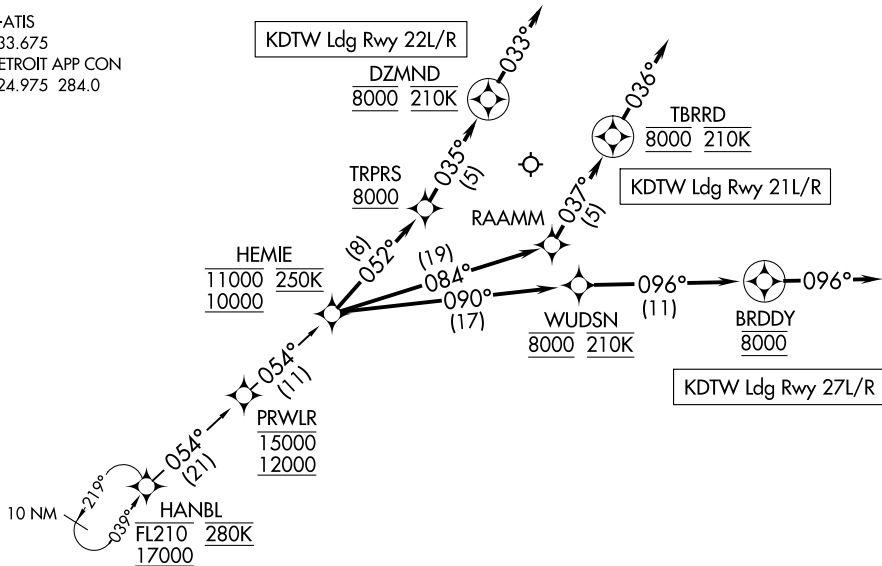 -ATIS
33.675
ETROIT APP CON
24.975 284.0
KDTW Ldg Rwy 22L/R
DZMND
8000 210K
033°
036°
TBRRD
8000 210K
KDTW Ldg Rwy 21L/R
TRPRS
8000
035°
(5)
RAAMM
037°
(5)
HEMIE
11000 250K
10000
(8)
052°
(19)
084°
090°
(17)
096°
(11)
096°
WUDSN
8000 210K
BRDDY
8000
KDTW Ldg Rwy 27L/R
054°
(11)
PRWLR
15000
12000
054°
(21)
219°
039°
10 NM
HANBL
FL210 280K
17000